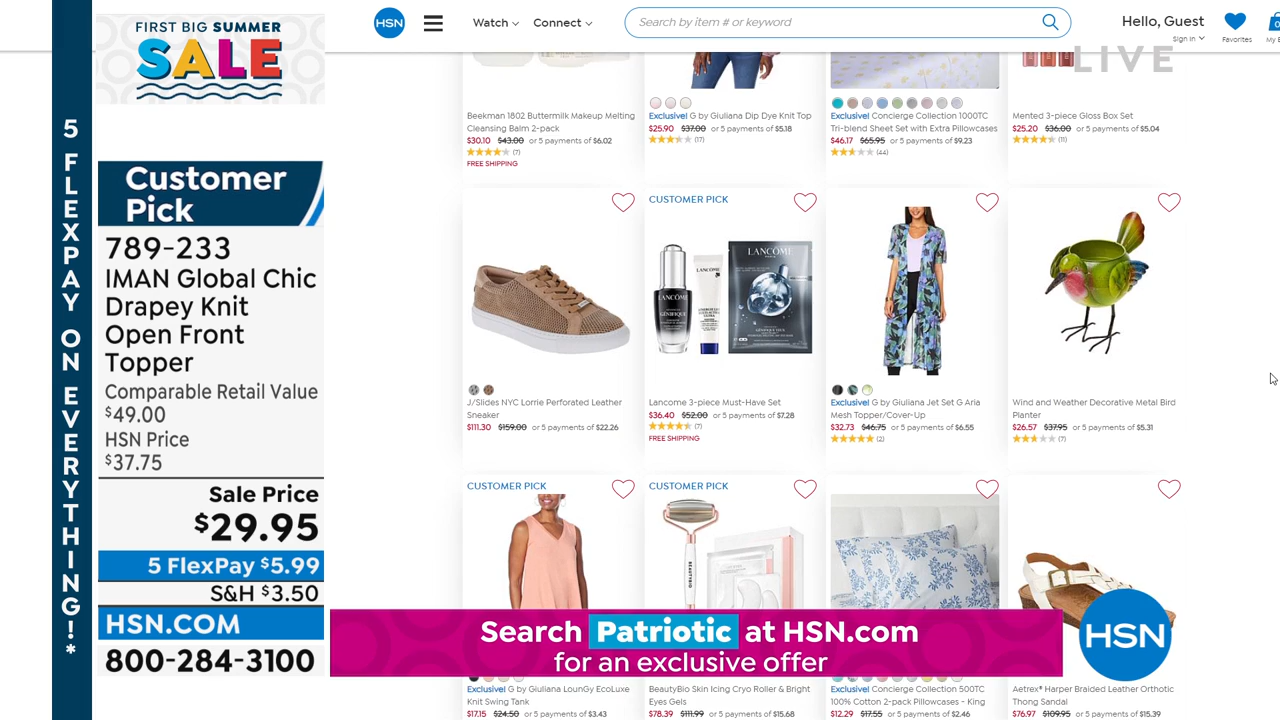 FIRST BIG SUMMER
SALE
5 FLEXPAY ON EVERYTHING!*
Customer
Pick
789-233
IMAN Global Chic
Drapey Knit
Open Front
Topper
Comparable Retail Value
$49.00
HSN Price
$37.75
Sale Price
$29.95
5 FlexPay $5.99
S&H $3.50
HSN.COM
800-284-3100
HSN
Watch
Connect
Search by item # or keyword
Hello, Guest
Sign In
Favorites
0
LIVE
Beekman 1802 Buttermilk Makeup Melting
Cleansing Balm 2-pack
$30.10 $43.00 or 5 payments of $6.02
(7)
FREE SHIPPING
Exclusive! G by Giuliana Dip Dye Knit Top
$25.90 $37.00 or 5 payments of $5.18
(17)
Exclusive! Concierge Collection 1000TC
Tri-blend Sheet Set with Extra Pillowcases
$46.17 $65.95 or 5 payments of $9.23
(44)
Mented 3-piece Gloss Box Set
$25.20 $36.00 or 5 payments of $5.04
(11)
J/Slides NYC Lorrie Perforated Leather
Sneaker
$111.30 $159.00 or 5 payments of $22.26
CUSTOMER PICK
LANCOME
LANCOME
LANCOME
GÉNIFIQUE
Lancome 3-piece Must-Have Set
$36.40 $52.00 or 5 payments of $7.28
(7)
FREE SHIPPING
Exclusive! G by Giuliana Jet Set G Aria
Mesh Topper/Cover-Up
$32.73 $46.75 or 5 payments of $6.55
(2)
Wind and Weather Decorative Metal Bird
Planter
$26.57 $37.95 or 5 payments of $5.31
(7)
CUSTOMER PICK
CUSTOMER PICK
BEAUTYBIO
Search Patriotic at HSN.com
for an exclusive offer
HSN
Exclusive! G by Giuliana LounGy EcoLuxe
Knit Swing Tank
$17.15 $24.50 or 5 payments of $3.43
BeautyBio Skin Icing Cryo Roller & Bright
Eyes Gels
$78.39 $111.99 or 5 payments of $15.68
Exclusive! Concierge Collection 500TC
100% Cotton 2-pack Pillowcases - King
$12.29 $17.55 or 5 payments of $2.46
Aetrex® Harper Braided Leather Orthotic
Thong Sandal
$76.97 $109.95 or 5 payments of $15.39